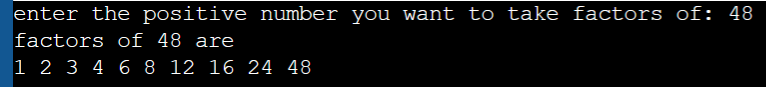 enter the positive number you want to take factors of: 48
factors of 48 are
1 2 3 4 6 8 12 16 24 48